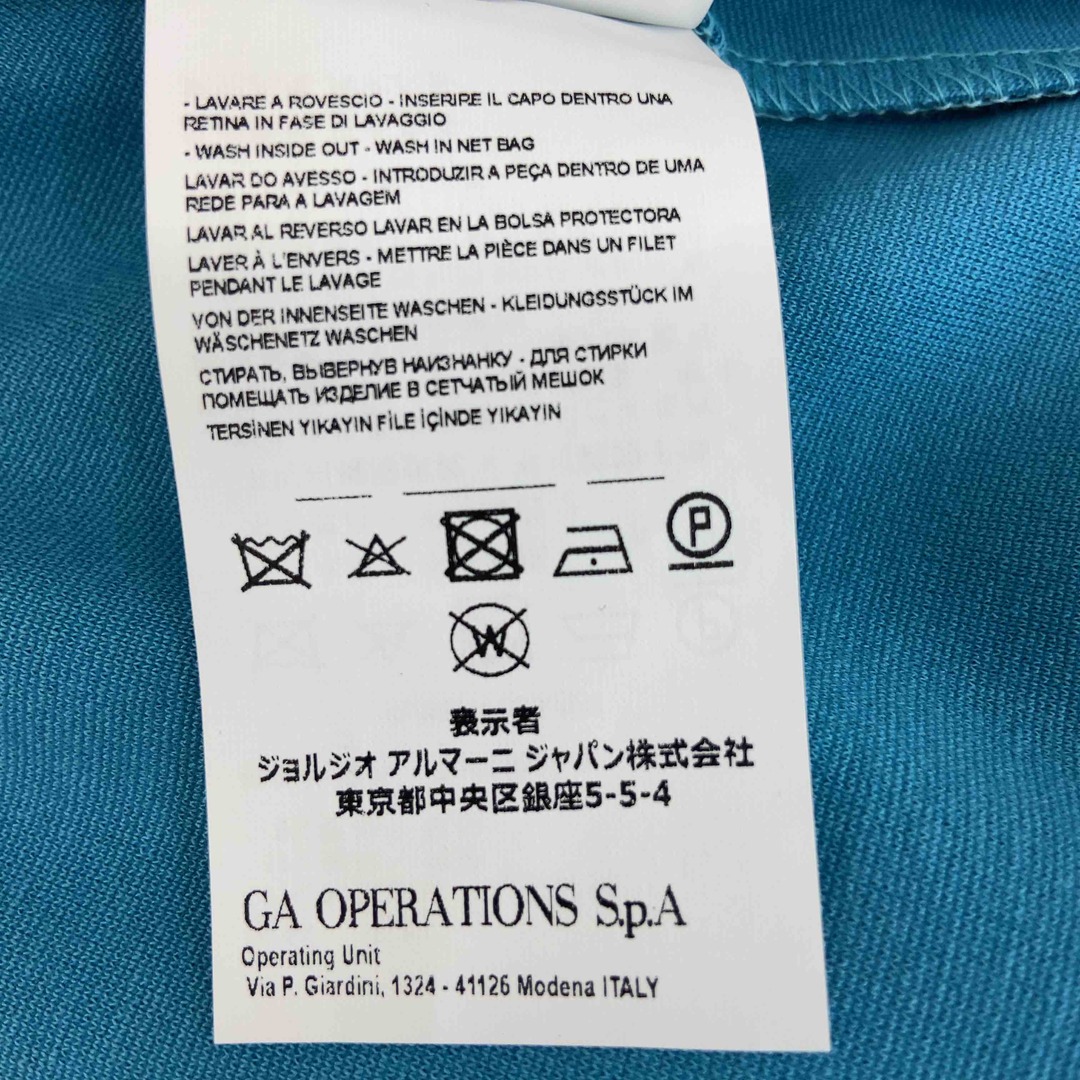 - LAVARE A ROVESCIO - INSERIRE IL CAPO DENTRO UNA
RETINA IN FASE DI LAVAGGIO
- WASH INSIDE OUT - WASH IN NET BAG
LAVAR DO AVESSO - INTRODUZIR A PEÇA DENTRO DE UMA
REDE PARA A LAVAGEM
LAVAR AL REVERSO LAVAR EN LA BOLSA PROTECTORA
LAVER À L'ENVERS - METTRE LA PIÈCE DANS UN FILET
PENDANT LE LAVAGE
VON DER INNENSEITE WASCHEN - KLEIDUNGSSTÜCK IM
WÄSCHENETZ WASCHEN
СТИРАТЬ, ВЫВЕРНУВ НАИЗНАНКУ - ДЛЯ СТИРКИ
ПОМЕЩАТЬ ИЗДЕЛИЕ В СЕТЧАТЫЙ МЕШОК
TERSİNEN YIKAYIN FİLE İÇİNDE YIKAYIN
P
W
表示者
ジョルジオ アルマーニ ジャパン株式会社
東京都中央区銀座5-5-4
GA OPERATIONS S.p.A
Operating Unit
Via P. Giardini, 1324 - 41126 Modena ITALY